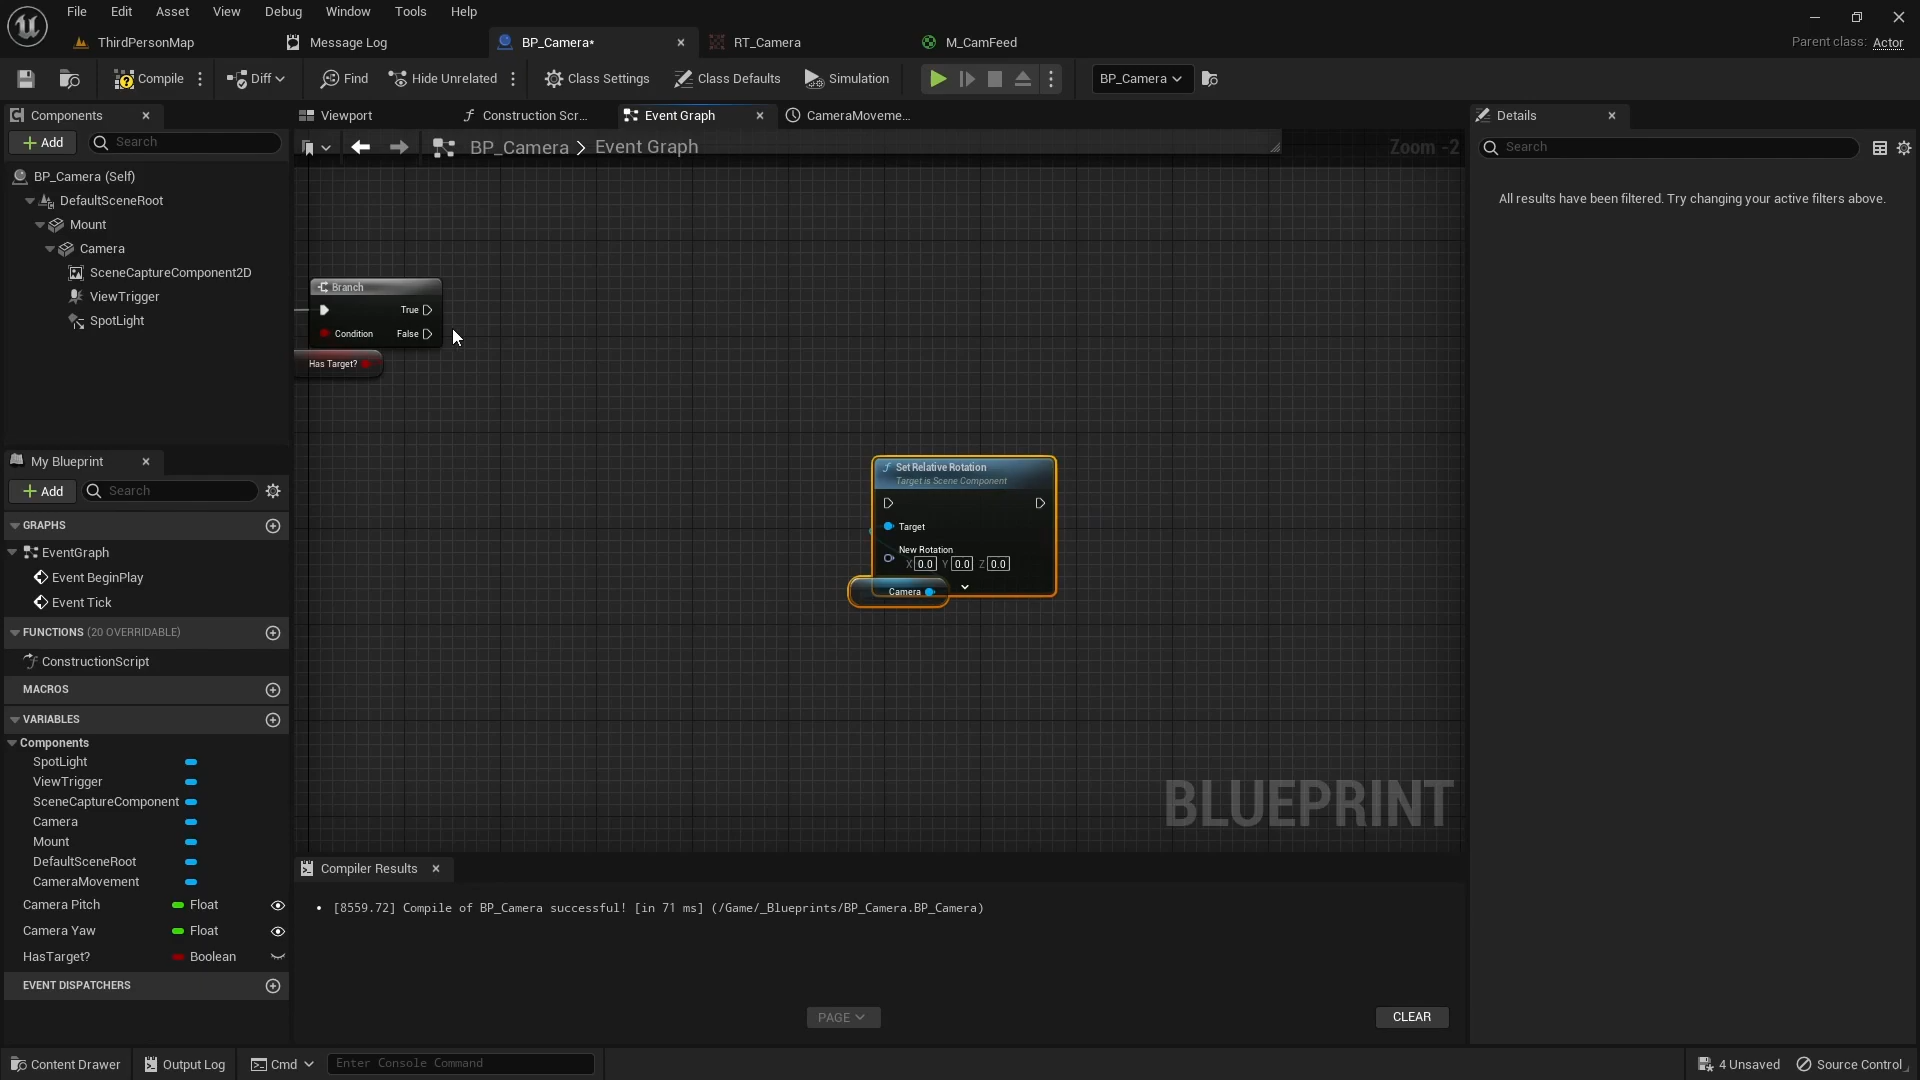 File Edit Asset View Debug Window Tools Help
ThirdPersonMap Message Log BP_Camera* RT_Camera M_CamFeed
Parent class: Actor
Compile Diff Find Hide Unrelated Class Settings Class Defaults Simulation BP_Camera
Components
Add Search
BP_Camera (Self)
DefaultSceneRoot
Mount
Camera
SceneCaptureComponent2D
ViewTrigger
SpotLight
My Blueprint
Add Search
GRAPHS
EventGraph
Event BeginPlay
Event Tick
FUNCTIONS (20 OVERRIDABLE)
ConstructionScript
MACROS
VARIABLES
Components
SpotLight
ViewTrigger
SceneCaptureComponent
Camera
Mount
DefaultSceneRoot
CameraMovement
Camera Pitch Float
Camera Yaw Float
HasTarget? Boolean
EVENT DISPATCHERS
Viewport Construction Scr... Event Graph CameraMoveme...
BP_Camera > Event Graph
Zoom -2
Branch
True
Condition False
Has Target?
Set Relative Rotation
Target is Scene Component
Target
New Rotation
X 0.0 Y 0.0 Z 0.0
Camera
BLUEPRINT
Compiler Results
[8559.72] Compile of BP_Camera successful! [in 71 ms] (/Game/_Blueprints/BP_Camera.BP_Camera)
PAGE
CLEAR
Details
Search
All results have been filtered. Try changing your active filters above.
Content Drawer Output Log Cmd Enter Console Command
4 Unsaved Source Control